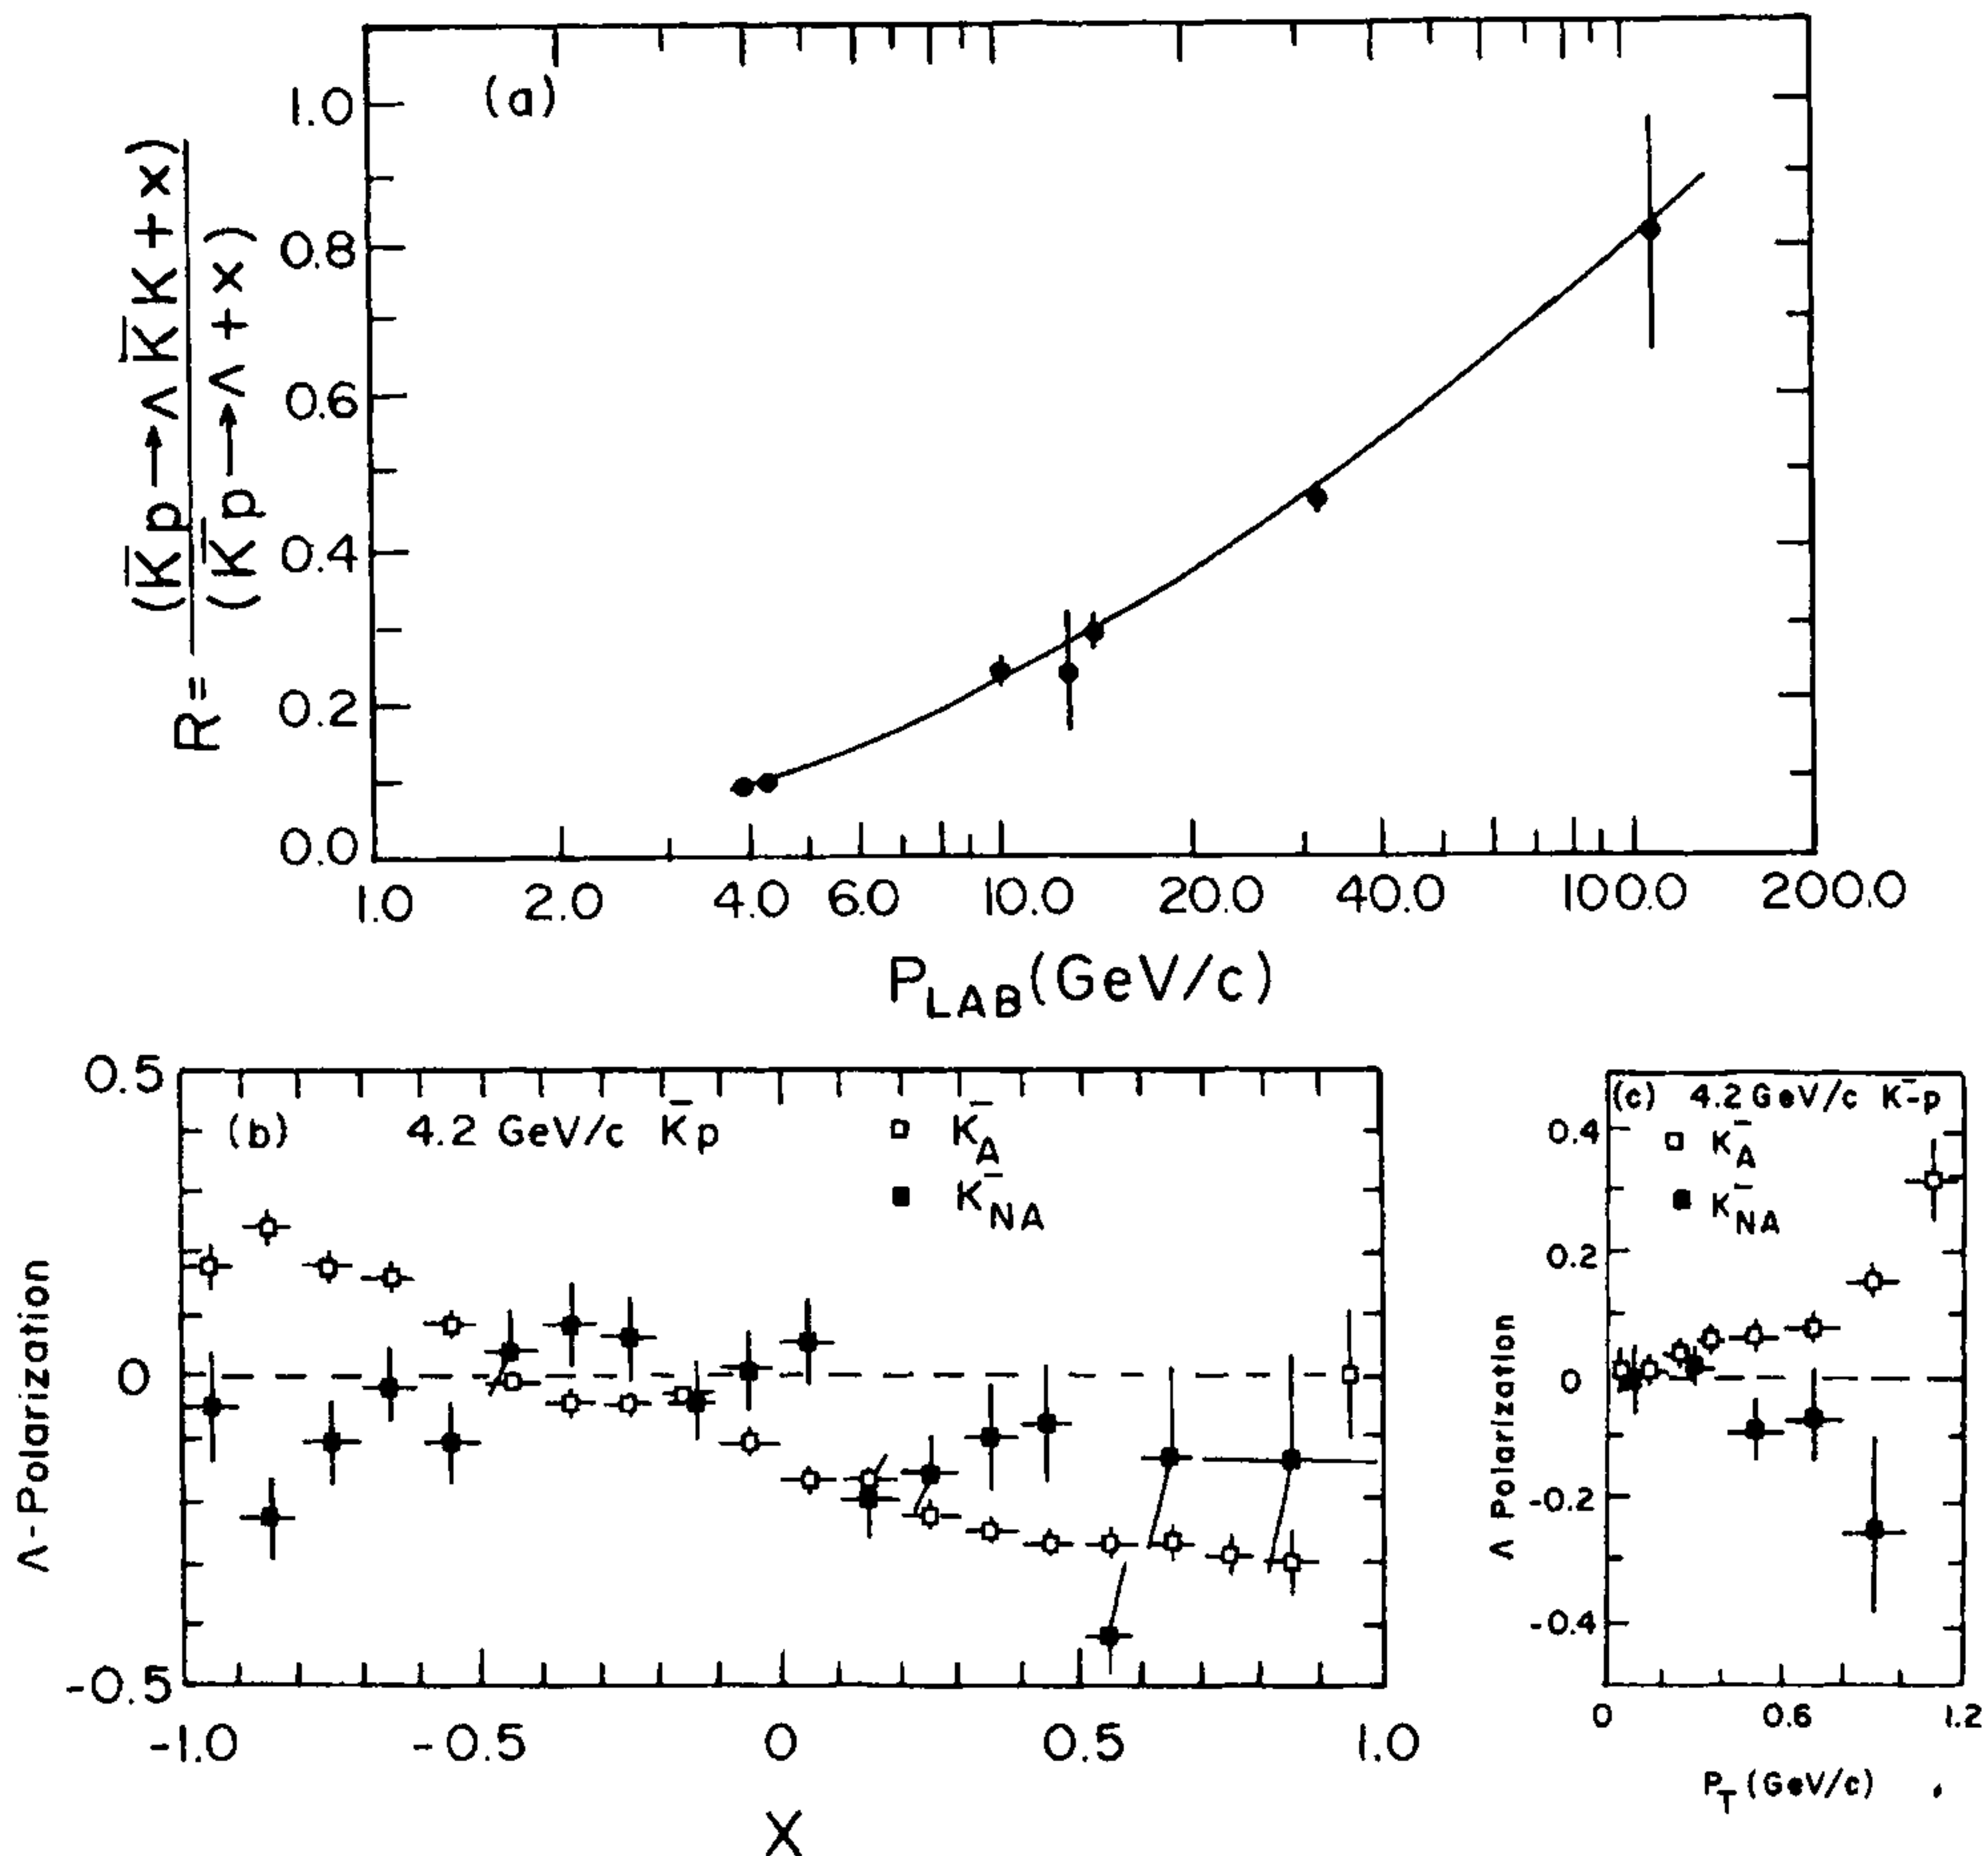 (a)
R = (K̄p→ΛK̄K+x) / (K̄p→Λ+x)
1.0
0.8
0.6
0.4
0.2
0.0
1.0 2.0 4.0 6.0 10.0 20.0 40.0 100.0 200.0
P_LAB (GeV/c)
(b) 4.2 GeV/c K̄p
K⁻_A
K⁻_NA
Λ-Polarization
0.5
0
-0.5
-1.0 -0.5 0 0.5 1.0
X
(c) 4.2 GeV/c K⁻p
K⁻_A
K⁻_NA
Λ Polarization
0.4
0.2
0
-0.2
-0.4
0 0.6 1.2
P_T (GeV/c)